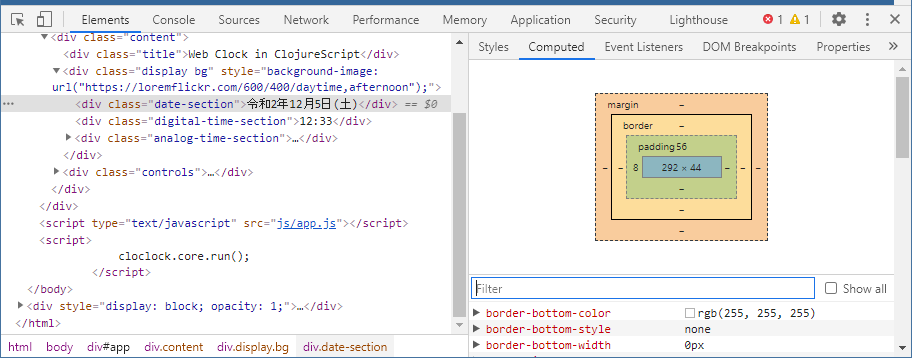 Elements Console Sources Network Performance Memory Application Security Lighthouse 1 1
<div class="content">
<div class="title">Web Clock in ClojureScript</div>
<div class="display bg" style="background-image:
url("https://loremflickr.com/600/400/daytime,afternoon");">
<div class="date-section">令和2年12月5日(土)</div> == $0
<div class="digital-time-section">12:33</div>
<div class="analog-time-section">…</div>
</div>
<div class="controls">…</div>
</div>
</div>
<script type="text/javascript" src="js/app.js"></script>
<script>
cloclock.core.run();
</script>
</body>
<div style="display: block; opacity: 1;">…</div>
</html>
html body div#app div.content div.display.bg div.date-section
Styles Computed Event Listeners DOM Breakpoints Properties
margin –
border –
padding 56
– – 8 292 × 44 – – –
–
–
–
Filter Show all
border-bottom-color rgb(255, 255, 255)
border-bottom-style none
border-bottom-width 0px